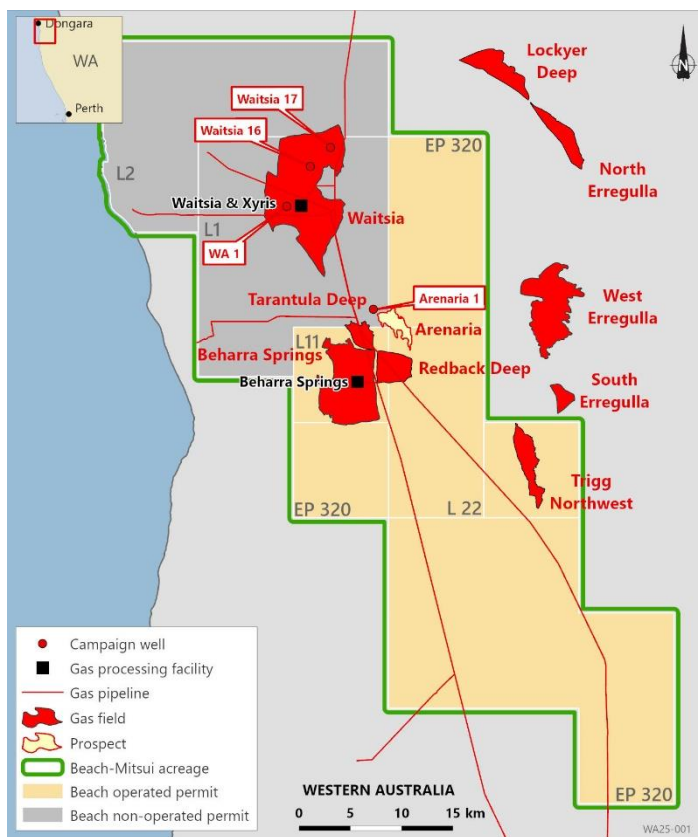 Dongara
WA
Perth
Lockyer
Deep
N
Waitsia 17
Waitsia 16
EP 320
North
Erregulla
L2
Waitsia & Xyris
Waitsia
L1
WA 1
Tarantula Deep
Arenaria 1
West
Erregulla
Arenaria
L11
Beharra Springs
Redback Deep
Beharra Springs
South
Erregulla
Trigg
Northwest
EP 320
L 22
Campaign well
Gas processing facility
Gas pipeline
Gas field
Prospect
Beach-Mitsui acreage
Beach operated permit
Beach non-operated permit
WESTERN AUSTRALIA
0 5 10 15 km
EP 320
WA25-001